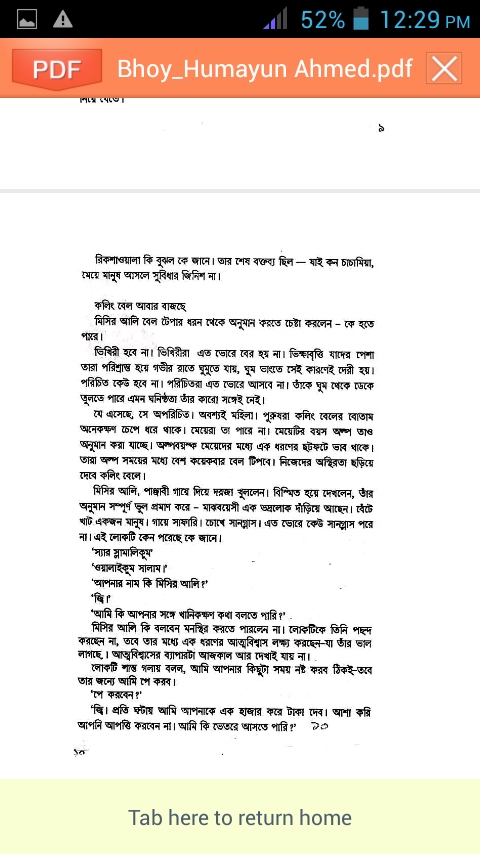 52% 12:29 PM
PDF Bhoy_Humayun Ahmed.pdf
নিয়ে যেতে।
৯
রিকশাওয়ালা কি বুঝল কে জানে। তার শেষ বক্তব্য ছিল — যাই কন চাচামিয়া,
মেয়ে মানুষ আসলে সুবিধার জিনিশ না।
কলিং বেল আবার বাজছে
মিসির আলি বেল টেপার ধরন থেকে অনুমান করতে চেষ্টা করলেন – কে হতে
পারে।
ভিখিরী হবে না। ভিখিরীরা এত ভোরে বের হয় না। ভিক্ষাবৃত্তি যাদের পেশা
তারা পরিশ্রান্ত হয়ে গভীর রাতে ঘুমুতে যায়, ঘুম ভাংতে সেই কারণেই দেরী হয়।
পরিচিত কেউ হবে না। পরিচিতরা এত ভোরে আসবে না। তাঁকে ঘুম থেকে ডেকে
তুলতে পারে এমন ঘনিষ্ঠতা তাঁর কারো সঙ্গেই নেই।
যে এসেছে, সে অপরিচিত। অবশ্যই মহিলা। পুরুষরা কলিং বেলের বোতাম
অনেকক্ষণ চেপে ধরে থাকে। মেয়েরা তা পারে না। মেয়েটির বয়স অল্প তাও
অনুমান করা যাচ্ছে। অল্পবয়স্ক মেয়েদের মধ্যে এক ধরণের ছটফটে ভাব থাকে।
তারা অল্প সময়ের মধ্যে বেশ কয়েকবার বেল টিপবে। নিজেদের অস্থিরতা ছড়িয়ে
দেবে কলিং বেলে।
মিসির আলি, পাঞ্জাবী গায়ে দিয়ে দরজা খুললেন। বিস্মিত হয়ে দেখলেন, তাঁর
অনুমান সম্পূর্ণ ভুল প্রমাণ করে – মাঝবয়েসী এক ভদ্রলোক দাঁড়িয়ে আছেন। বেঁটে
খাট একজন মানুষ। গায়ে সাফারি। চোখে সানগ্লাস। এত ভোরে কেউ সানগ্লাস পরে
না। এই লোকটি কেন পরেছে কে জানে।
'স্যার স্লামালিকুম'
'ওয়ালাইকুম সালাম।'
'আপনার নাম কি মিসির আলি?'
'জ্বি।'
'আমি কি আপনার সঙ্গে খানিকক্ষণ কথা বলতে পারি?'
মিসির আলি কি বলবেন মনস্থির করতে পারলেন না। লোকটিকে তিনি পছন্দ
করছেন না, তবে তার মধ্যে এক ধরণের আত্মবিশ্বাস লক্ষ্য করছেন–যা তাঁর ভাল
লাগছে,। আত্মবিশ্বাসের ব্যাপারটা আজকাল আর দেখাই যায় না।
লোকটি শান্ত গলায় বলল, আমি আপনার কিছুটা সময় নষ্ট করব ঠিকই–তবে
তার জন্যে আমি পে করব।
'পে করবেন?'
'জ্বি। প্রতি ঘন্টায় আমি আপনাকে এক হাজার করে টাকা দেব। আশা করি
আপনি আপত্তি করবেন না। আমি কি ভেতরে আসতে পারি?' ১০
১০
Tab here to return home